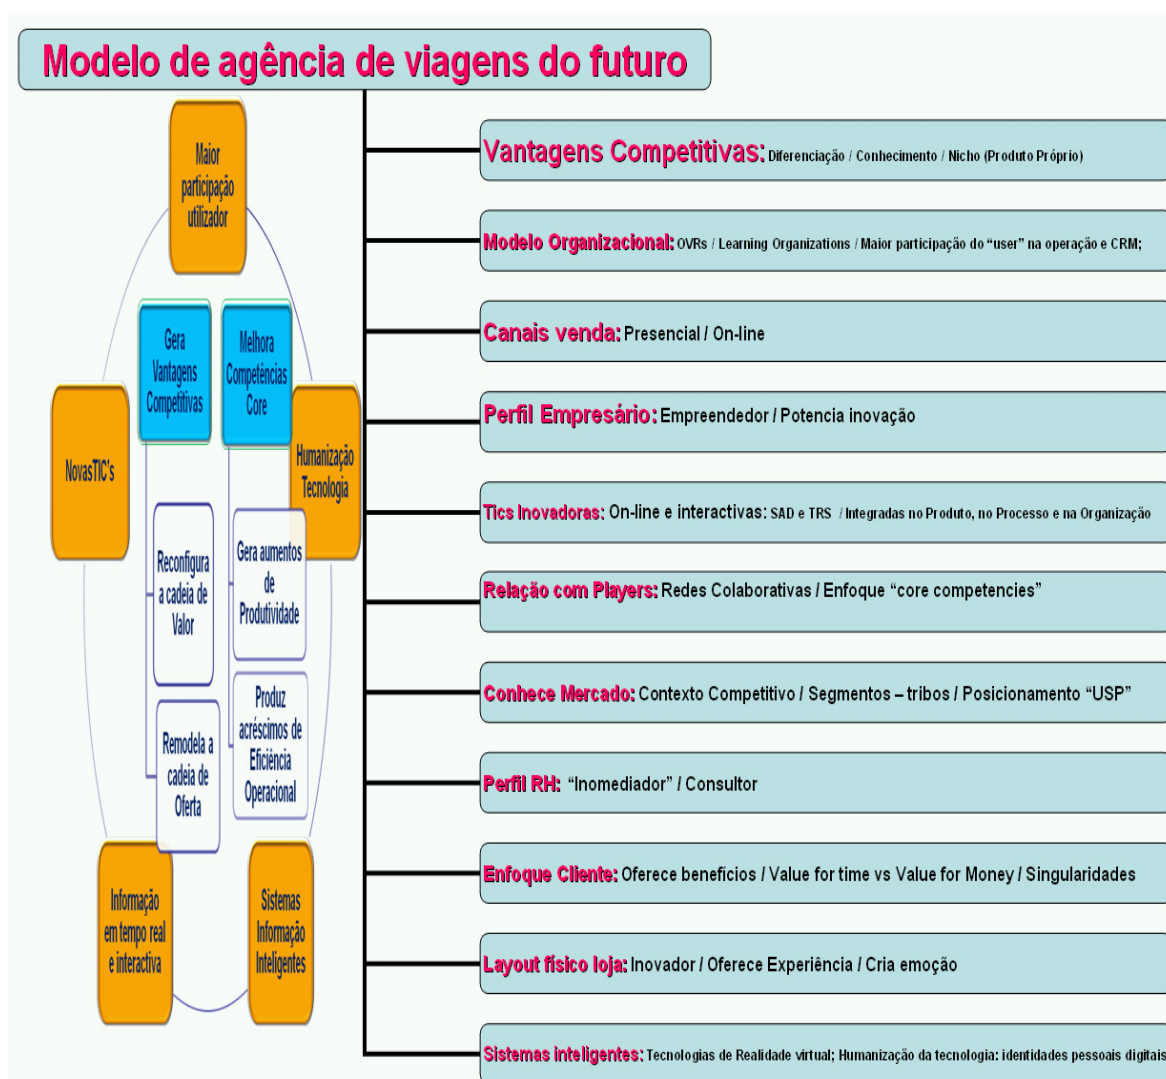 Modelo de agência de viagens do futuro
Maior
participação
utilizador
Gera
Vantagens
Competitivas
Melhora
Competências
Core
NovasTIC's
Humanização
Tecnologia
Reconfigura
a cadeia de
Valor
Gera aumentos
de
Produtividade
Remodela a
cadeia de
Oferta
Produz
acréscimos de
Eficiência
Operacional
Informação
em tempo real
e interactiva
Sistemas
Informação
Inteligentes
Vantagens Competitivas: Diferenciação / Conhecimento / Nicho (Produto Próprio)
Modelo Organizacional: OVRs / Learning Organizations / Maior participação do “user” na operação e CRM;
Canais venda: Presencial / On-line
Perfil Empresário: Empreendedor / Potencia inovação
Tics Inovadoras: On-line e interactivas: SAD e TRS / Integradas no Produto, no Processo e na Organização
Relação com Players: Redes Colaborativas / Enfoque “core competencies”
Conhece Mercado: Contexto Competitivo / Segmentos – tribos / Posicionamento “USP”
Perfil RH: “Inomediador” / Consultor
Enfoque Cliente: Oferece benefícios / Value for time vs Value for Money / Singularidades
Layout físico loja: Inovador / Oferece Experiência / Cria emoção
Sistemas inteligentes: Tecnologias de Realidade virtual; Humanização da tecnologia: identidades pessoais digitais